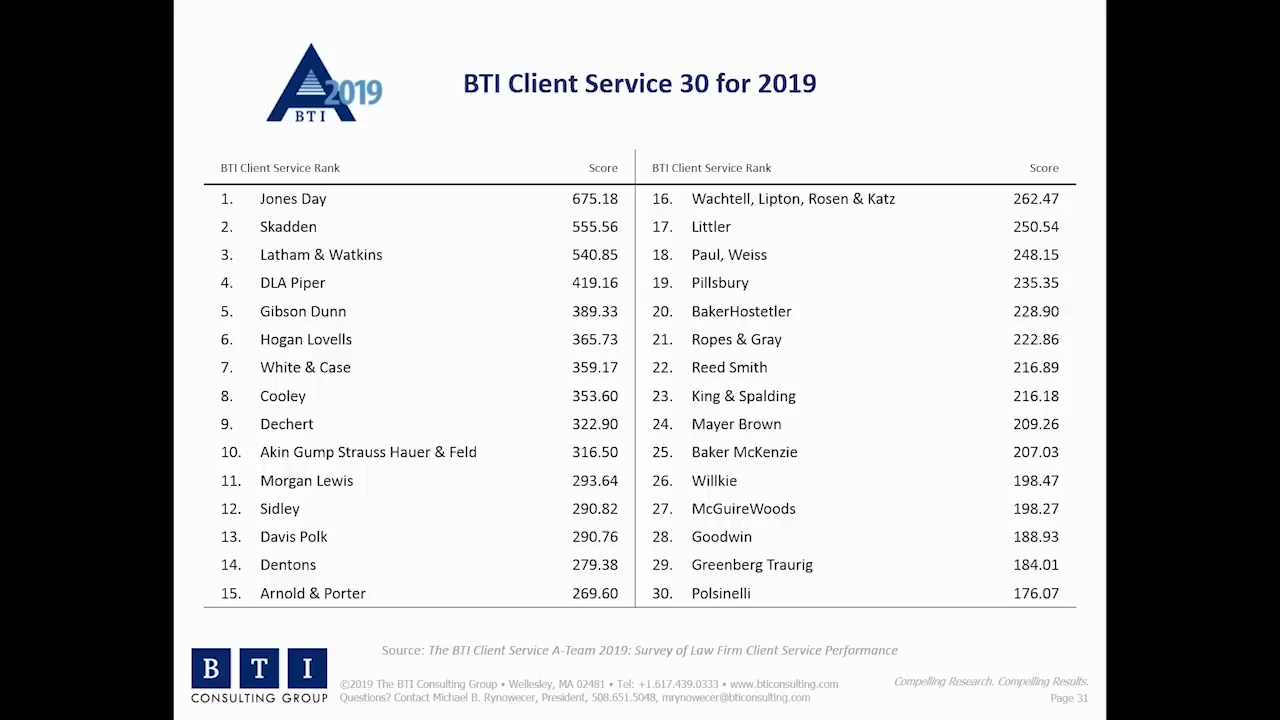 2019
BTI
BTI Client Service 30 for 2019
BTI Client Service Rank Score
1. Jones Day 675.18
2. Skadden 555.56
3. Latham & Watkins 540.85
4. DLA Piper 419.16
5. Gibson Dunn 389.33
6. Hogan Lovells 365.73
7. White & Case 359.17
8. Cooley 353.60
9. Dechert 322.90
10. Akin Gump Strauss Hauer & Feld 316.50
11. Morgan Lewis 293.64
12. Sidley 290.82
13. Davis Polk 290.76
14. Dentons 279.38
15. Arnold & Porter 269.60
BTI Client Service Rank Score
16. Wachtell, Lipton, Rosen & Katz 262.47
17. Littler 250.54
18. Paul, Weiss 248.15
19. Pillsbury 235.35
20. BakerHostetler 228.90
21. Ropes & Gray 222.86
22. Reed Smith 216.89
23. King & Spalding 216.18
24. Mayer Brown 209.26
25. Baker McKenzie 207.03
26. Willkie 198.47
27. McGuireWoods 198.27
28. Goodwin 188.93
29. Greenberg Traurig 184.01
30. Polsinelli 176.07
Source: The BTI Client Service A-Team 2019: Survey of Law Firm Client Service Performance
B T I
CONSULTING GROUP
©2019 The BTI Consulting Group • Wellesley, MA 02481 • Tel: +1.617.439.0333 • www.bticonsulting.com
Questions? Contact Michael B. Rynowecer, President, 508.651.5048, mrynowecer@bticonsulting.com
Compelling Research. Compelling Results.
Page 31